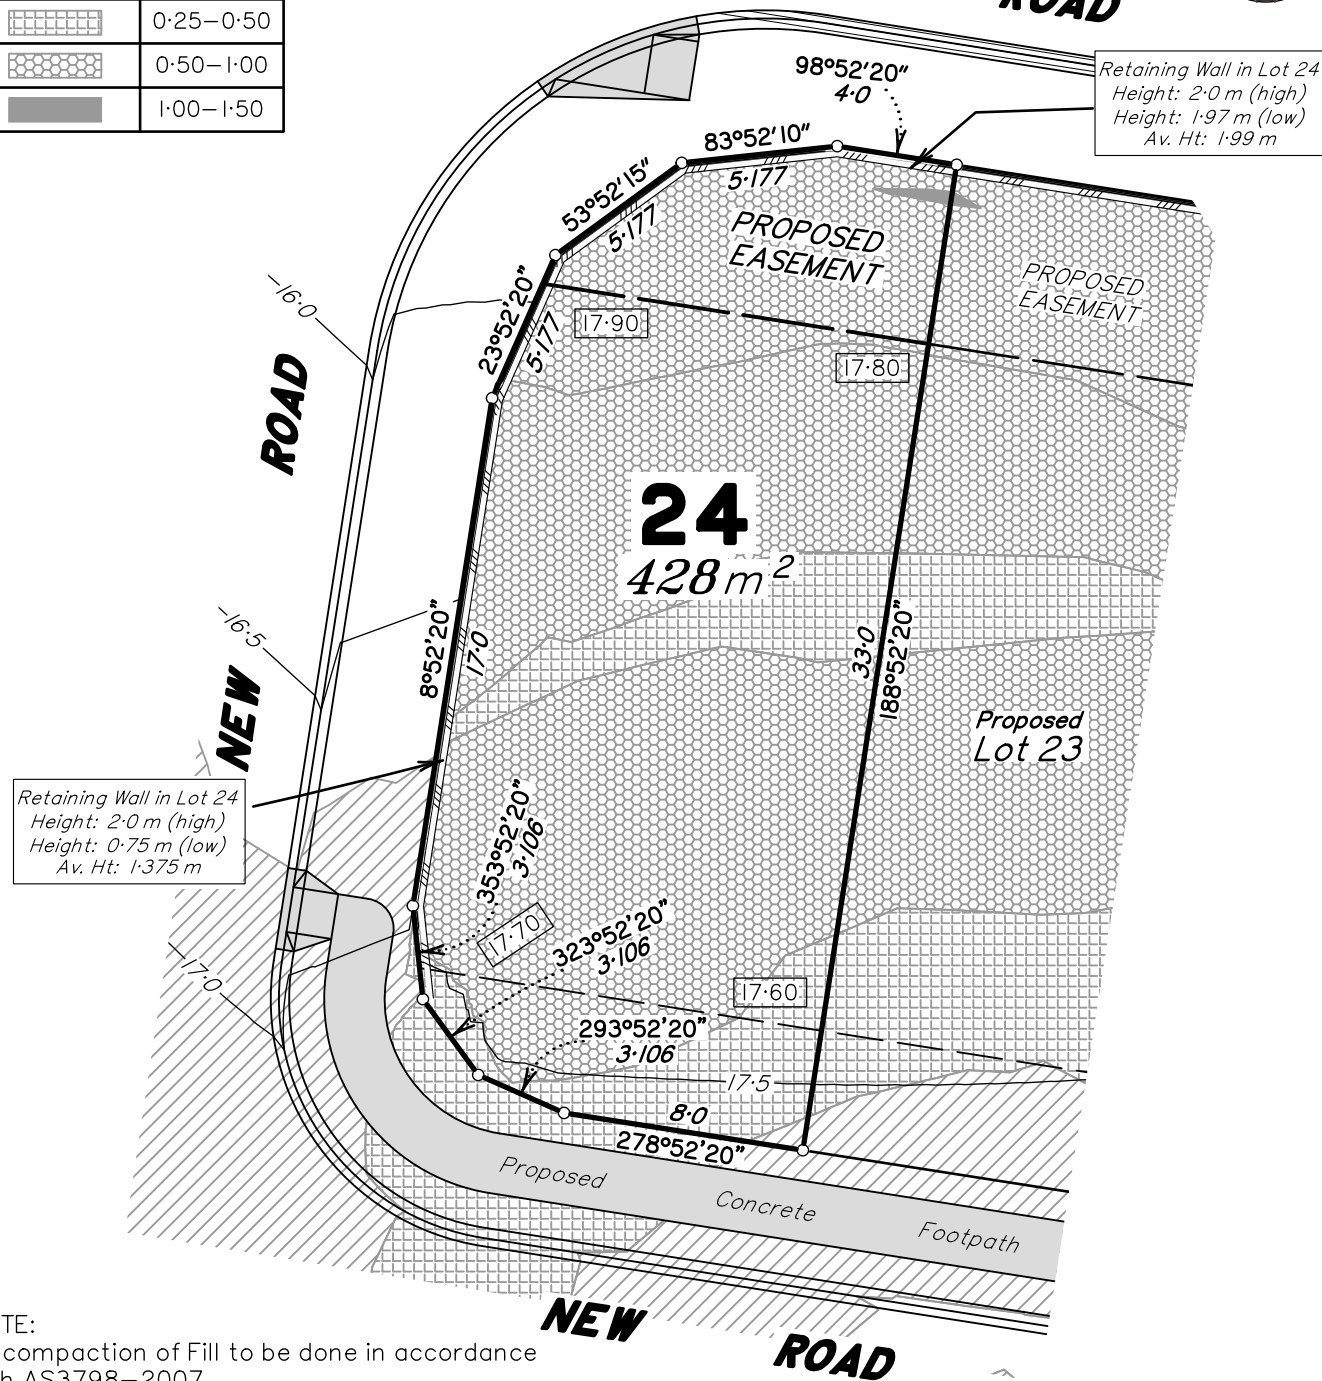 0·25–0·50
0·50–1·00
1·00–1·50
ROAD
98°52'20"
4·0
Retaining Wall in Lot 24
Height: 2·0 m (high)
Height: 1·97 m (low)
Av. Ht: 1·99 m
83°52'10"
5·177
53°52'15"
5·177
PROPOSED
EASEMENT
PROPOSED
EASEMENT
23°52'20"
5·177
17·90
17·80
16·0
ROAD
24
428 m²
8°52'20"
17·0
33·0
188°52'20"
16·5
NEW
Proposed
Lot 23
Retaining Wall in Lot 24
Height: 2·0 m (high)
Height: 0·75 m (low)
Av. Ht: 1·375 m
353°52'20"
3·106
17·70
323°52'20"
3·106
17·0
17·60
293°52'20"
3·106
17·5
8·0
278°52'20"
Proposed Concrete Footpath
NEW ROAD
TE:
compaction of Fill to be done in accordance
h AS3798–2007